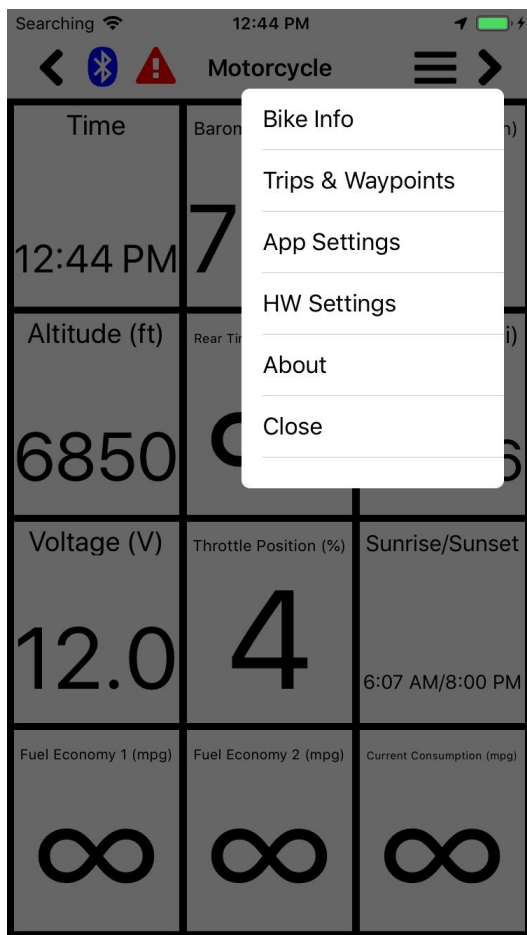 Searching 12:44 PM
Motorcycle
Bike Info
Trips & Waypoints
App Settings
HW Settings
About
Close
Time
12:44 PM
7
Altitude (ft)
6850
Voltage (V)
12.0
Throttle Position (%)
4
Sunrise/Sunset
6:07 AM/8:00 PM
Fuel Economy 1 (mpg)
∞
Fuel Economy 2 (mpg)
∞
Current Consumption (mpg)
∞